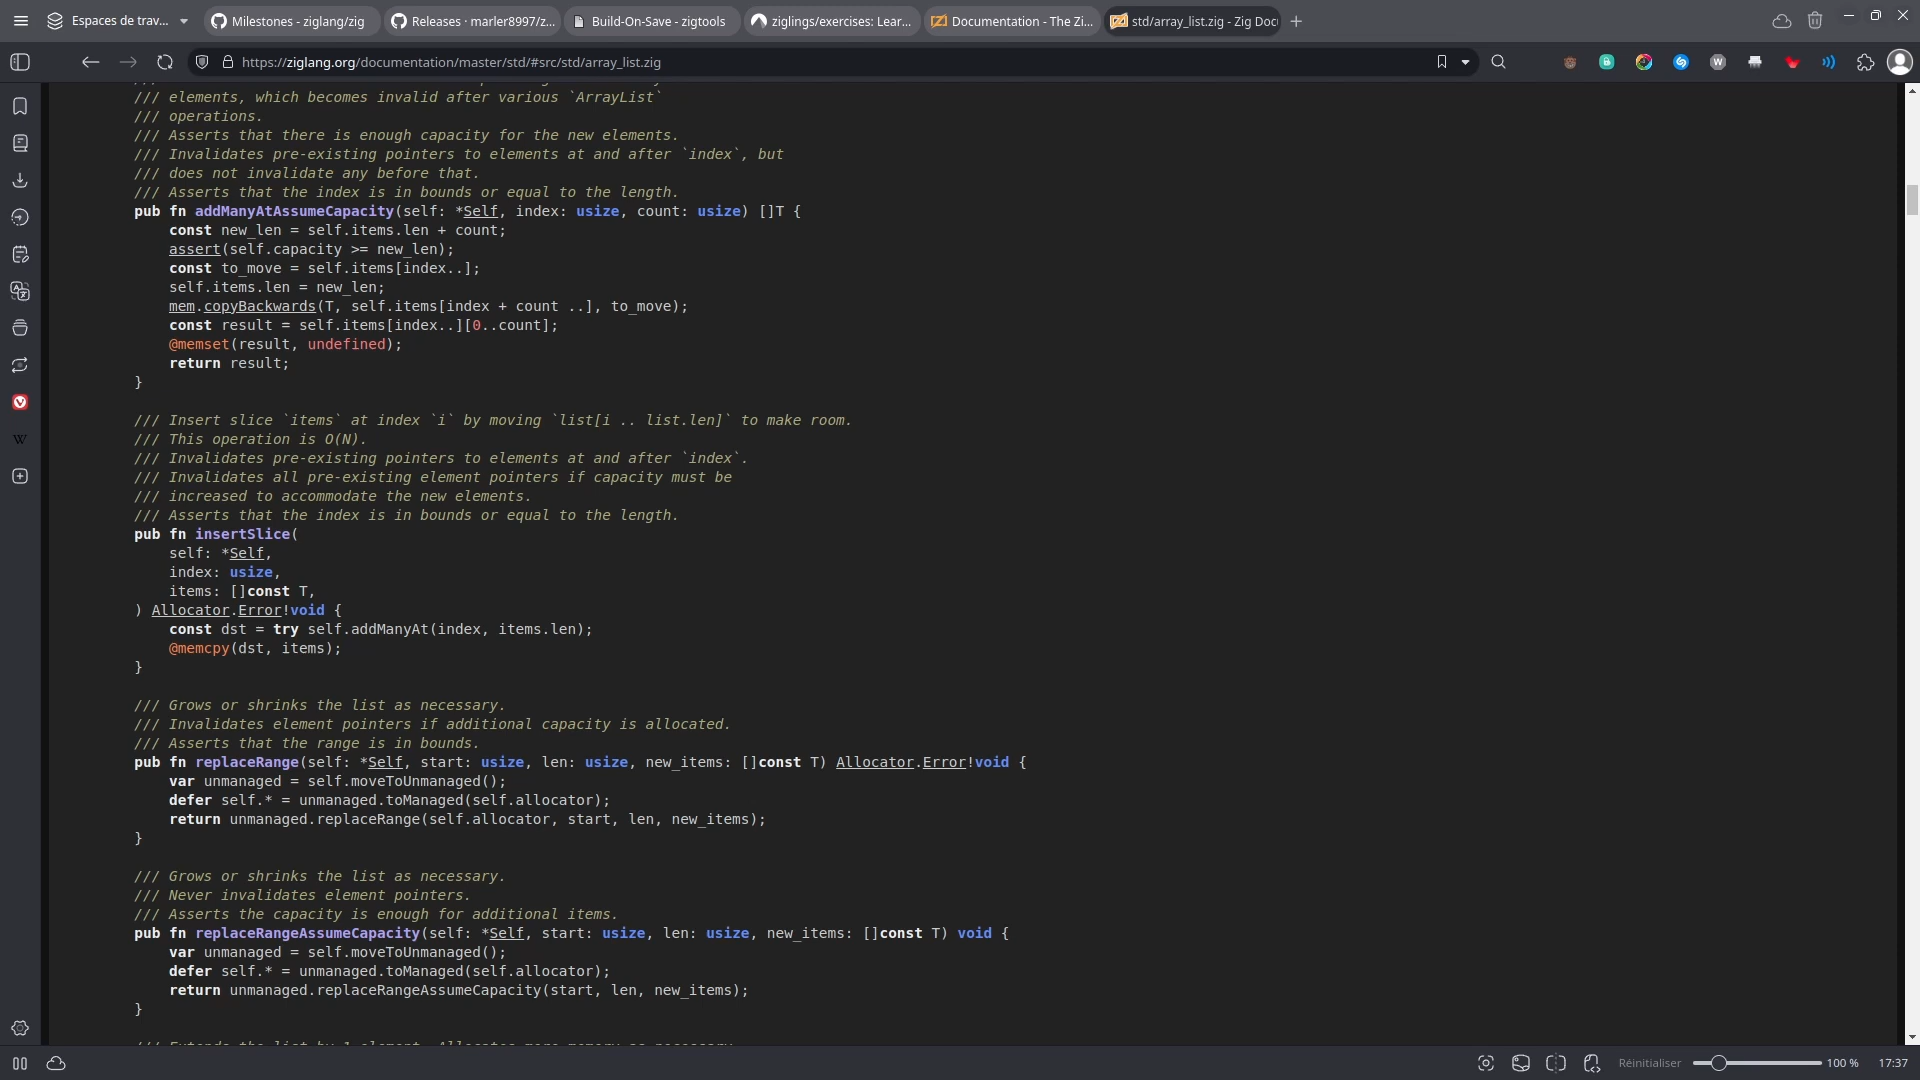 Espaces de trav...
Milestones - ziglang/zig
Releases · marler8997/z...
Build-On-Save - zigtools
ziglings/exercises: Lear...
Documentation - The Zi...
std/array_list.zig - Zig Doc
https://ziglang.org/documentation/master/std/#src/std/array_list.zig
/// elements, which becomes invalid after various `ArrayList`
/// operations.
/// Asserts that there is enough capacity for the new elements.
/// Invalidates pre-existing pointers to elements at and after `index`, but
/// does not invalidate any before that.
/// Asserts that the index is in bounds or equal to the length.
pub fn addManyAtAssumeCapacity(self: *Self, index: usize, count: usize) []T {
    const new_len = self.items.len + count;
    assert(self.capacity >= new_len);
    const to_move = self.items[index..];
    self.items.len = new_len;
    mem.copyBackwards(T, self.items[index + count ..], to_move);
    const result = self.items[index..][0..count];
    @memset(result, undefined);
    return result;
}
/// Insert slice `items` at index `i` by moving `list[i .. list.len]` to make room.
/// This operation is O(N).
/// Invalidates pre-existing pointers to elements at and after `index`.
/// Invalidates all pre-existing element pointers if capacity must be
/// increased to accommodate the new elements.
/// Asserts that the index is in bounds or equal to the length.
pub fn insertSlice(
    self: *Self,
    index: usize,
    items: []const T,
) Allocator.Error!void {
    const dst = try self.addManyAt(index, items.len);
    @memcpy(dst, items);
}
/// Grows or shrinks the list as necessary.
/// Invalidates element pointers if additional capacity is allocated.
/// Asserts that the range is in bounds.
pub fn replaceRange(self: *Self, start: usize, len: usize, new_items: []const T) Allocator.Error!void {
    var unmanaged = self.moveToUnmanaged();
    defer self.* = unmanaged.toManaged(self.allocator);
    return unmanaged.replaceRange(self.allocator, start, len, new_items);
}
/// Grows or shrinks the list as necessary.
/// Never invalidates element pointers.
/// Asserts the capacity is enough for additional items.
pub fn replaceRangeAssumeCapacity(self: *Self, start: usize, len: usize, new_items: []const T) void {
    var unmanaged = self.moveToUnmanaged();
    defer self.* = unmanaged.toManaged(self.allocator);
    return unmanaged.replaceRangeAssumeCapacity(start, len, new_items);
}
Réinitialiser
100 %
17:37